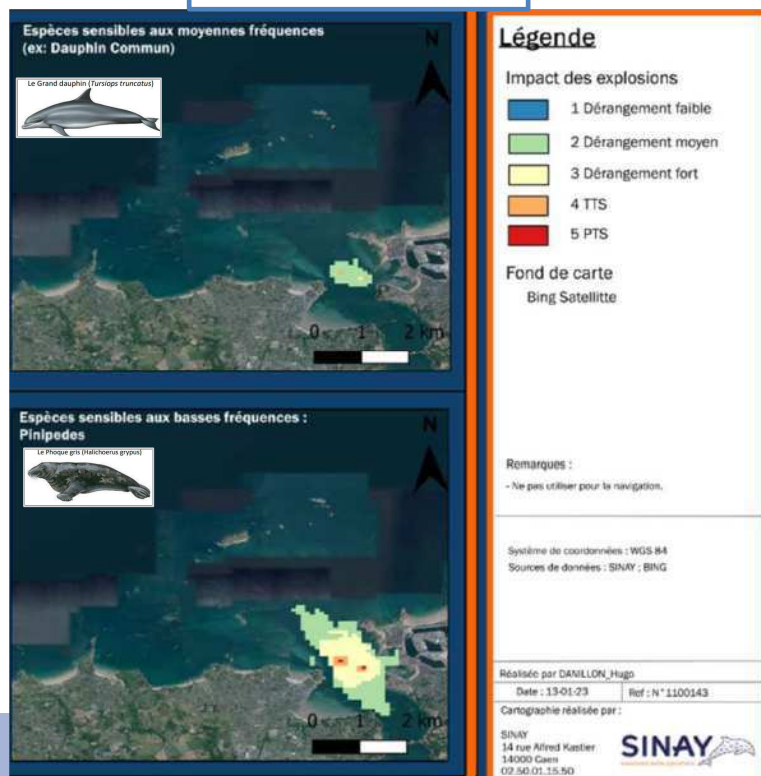 Espèces sensibles aux moyennes fréquences
(ex: Dauphin Commun)
N
Le Grand dauphin (Tursiops truncatus)
0 1 2 km
Espèces sensibles aux basses fréquences :
Pinipedes
N
Le Phoque gris (Halichoerus grypus)
0 1 2 km
Légende
Impact des explosions
1 Dérangement faible
2 Dérangement moyen
3 Dérangement fort
4 TTS
5 PTS
Fond de carte
Bing Satellitte
Remarques :
- Ne pas utiliser pour la navigation.
Système de coordonnées : WGS 84
Sources de données : SINAY ; BING
Réalisée par DANILLON_Hugo
Date : 13-01-23
Ref : N°1100143
Cartographie réalisée par :
SINAY
14 rue Alfred Kastler
14000 Caen
02.50.01.15.50
SINAY